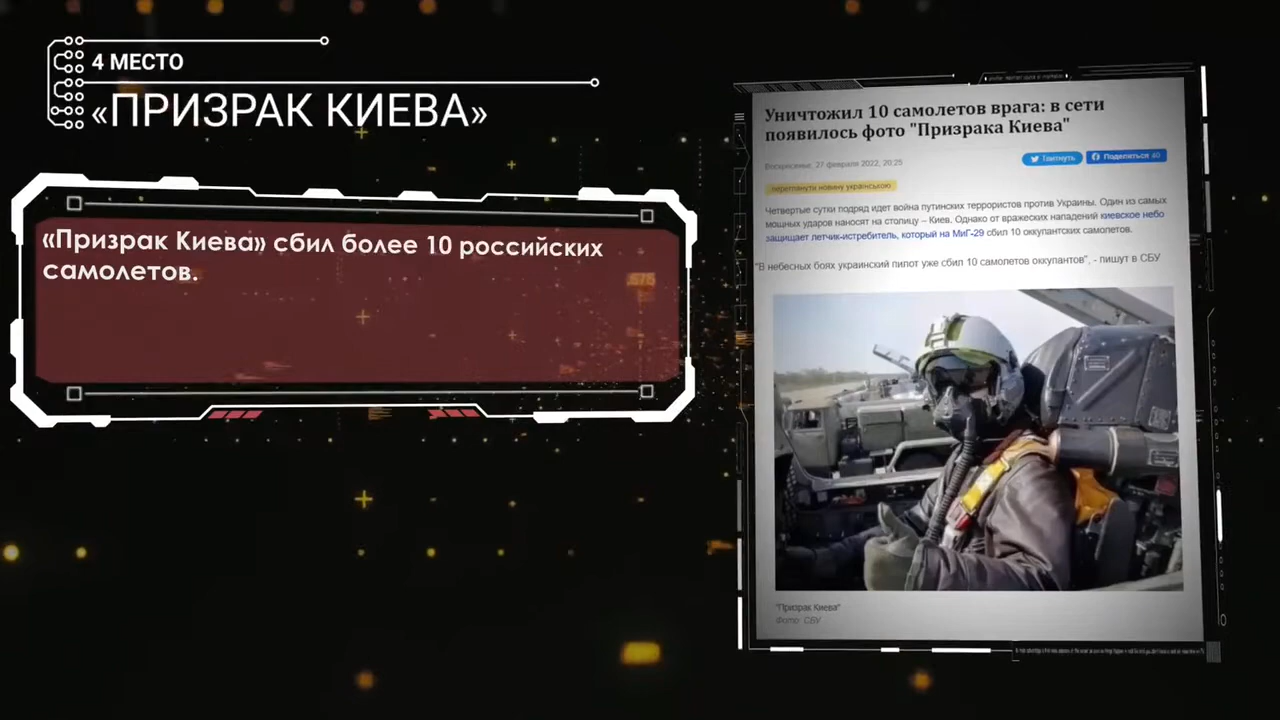 4 МЕСТО
«ПРИЗРАК КИЕВА»
«Призрак Киева» сбил более 10 российских
самолетов.
Уничтожил 10 самолетов врага: в сети
появилось фото "Призрака Киева"
Воскресенье, 27 февраля 2022, 20:25
Твитнуть
Поделиться 40
переглянути новину українською
Четвертые сутки подряд идет война путинских террористов против Украины. Один из самых
мощных ударов наносят на столицу – Киев. Однако от вражеских нападений киевское небо
защищает летчик-истребитель, который на МиГ-29 сбил 10 оккупантских самолетов.
"В небесных боях украинский пилот уже сбил 10 самолетов оккупантов", - пишут в СБУ
"Призрак Киева"
Фото: СБУ